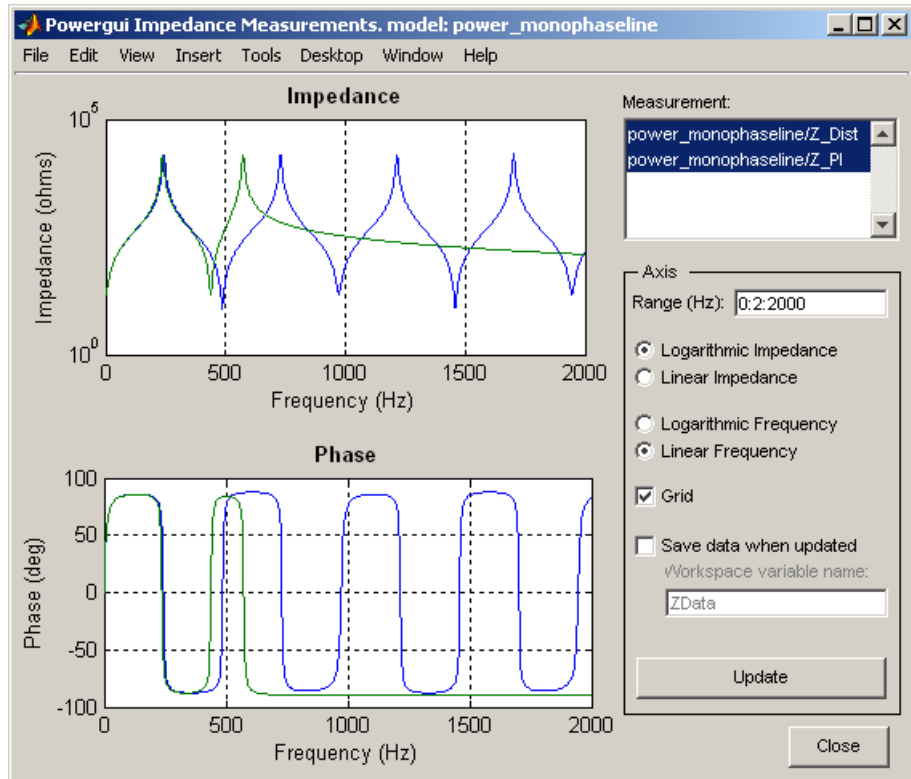 Powergui Impedance Measurements. model: power_monophaseline
File Edit View Insert Tools Desktop Window Help
Impedance
10^5
10^0
Impedance (ohms)
0 500 1000 1500 2000
Frequency (Hz)
Phase
100
50
0
-50
-100
Phase (deg)
0 500 1000 1500 2000
Frequency (Hz)
Measurement:
power_monophaseline/Z_Dist
power_monophaseline/Z_PI
Axis
Range (Hz): 0:2:2000
Logarithmic Impedance
Linear Impedance
Logarithmic Frequency
Linear Frequency
Grid
Save data when updated
Workspace variable name:
ZData
Update
Close